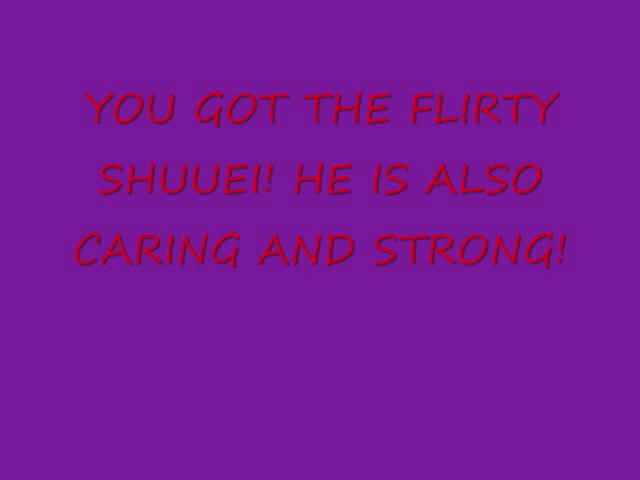 YOU GOT THE FLIRTY
SHUUEI! HE IS ALSO
CARING AND STRONG!